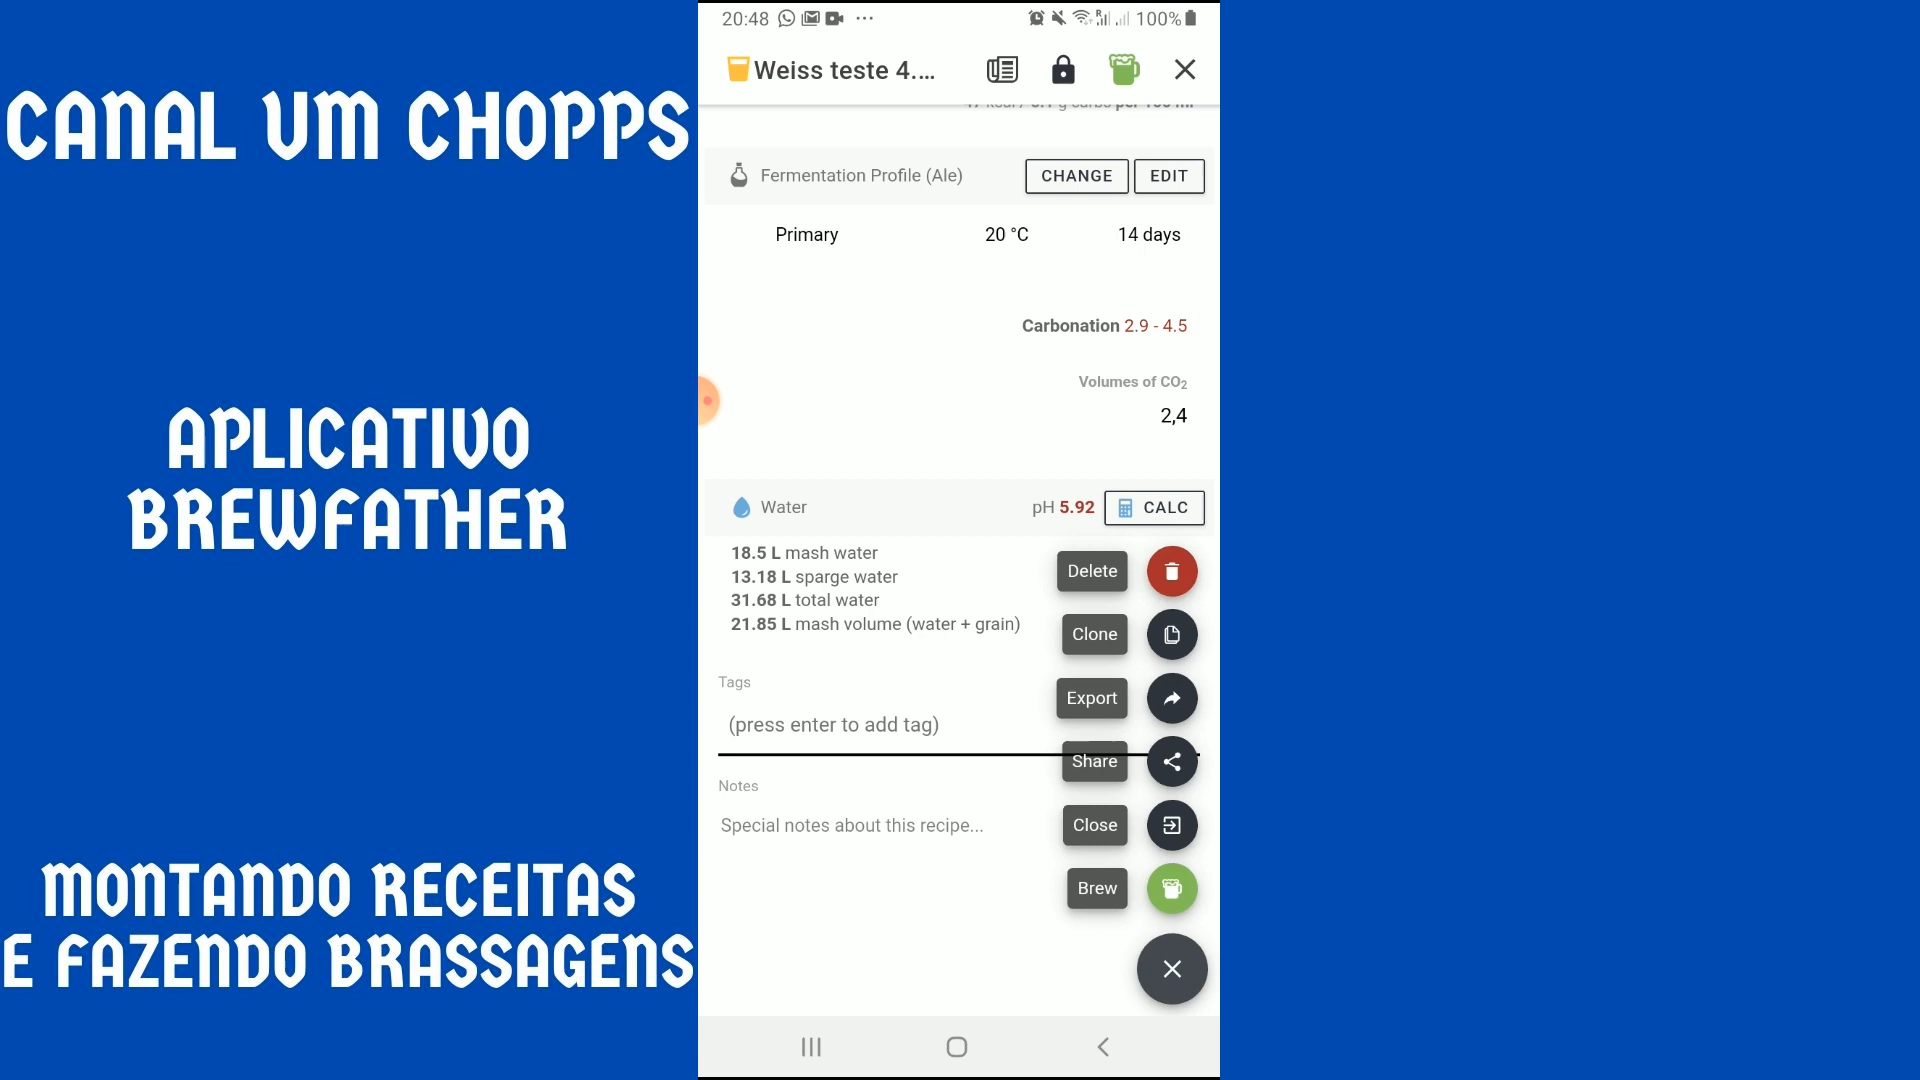 CANAL UM CHOPPS
APLICATIVO
BREWFATHER
MONTANDO RECEITAS
E FAZENDO BRASSAGENS
20:48 100%
Weiss teste 4....
Fermentation Profile (Ale) CHANGE EDIT
Primary 20 °C 14 days
Carbonation 2.9 - 4.5
Volumes of CO2
2,4
Water pH 5.92 CALC
18.5 L mash water
13.18 L sparge water
31.68 L total water
21.85 L mash volume (water + grain)
Delete
Clone
Tags
Export
(press enter to add tag)
Share
Notes
Special notes about this recipe...
Close
Brew